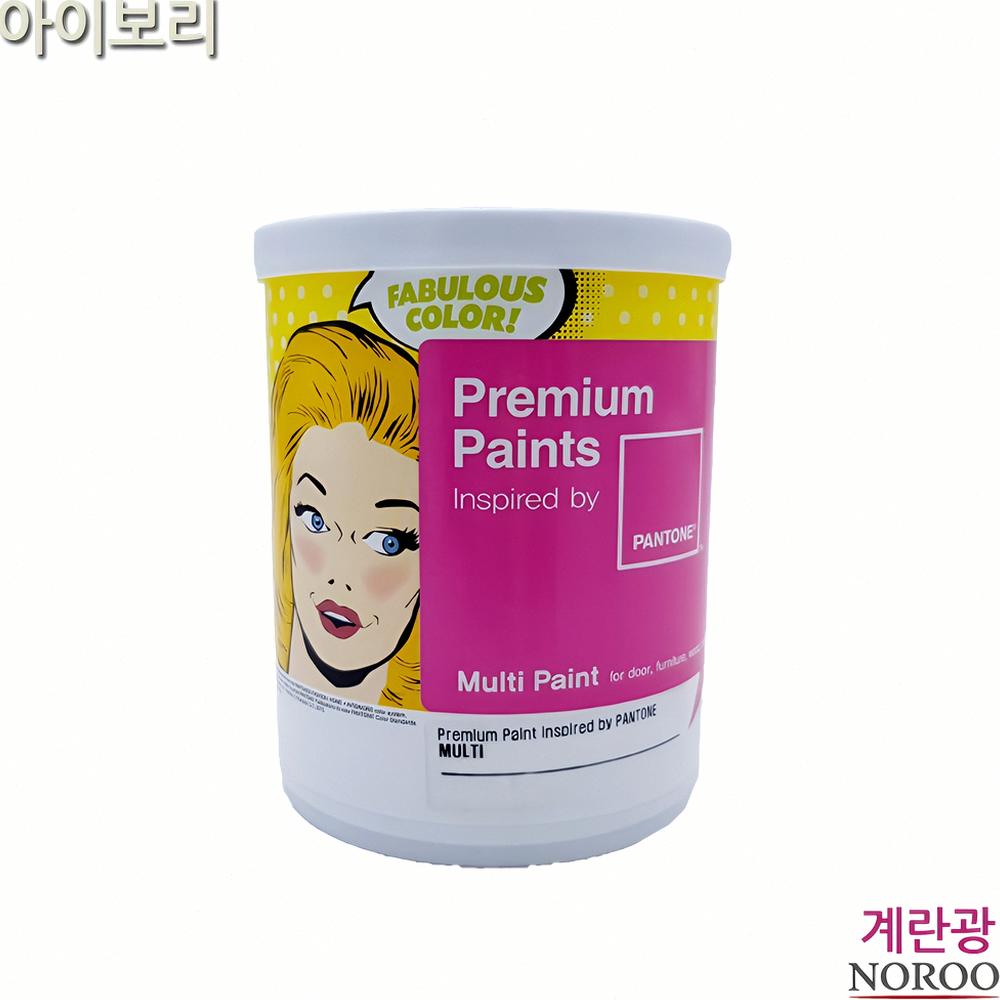 아이보리
FABULOUS
COLOR!
Premium
Paints
Inspired by
PANTONE®
Multi Paint for door, furniture,
Premium Paint Inspired by PANTONE
MULTI
계란광
NOROO